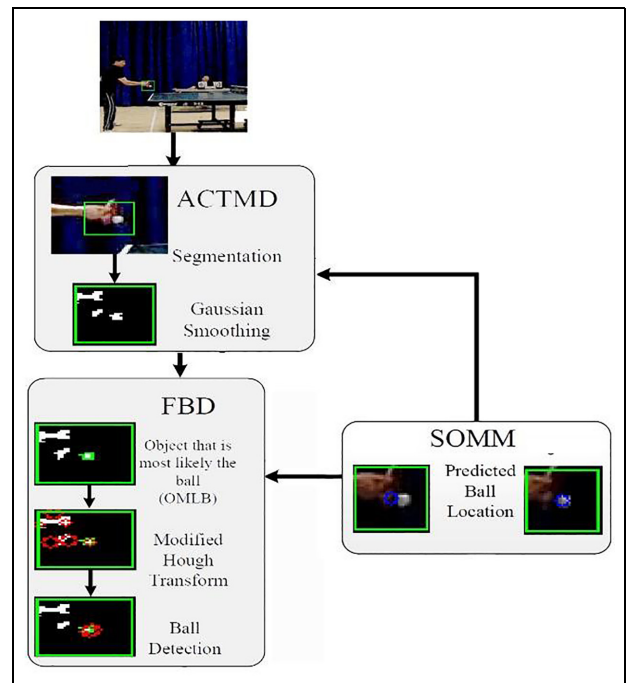 ACTMD
Segmentation
Gaussian
Smoothing
FBD
Object that is
most likely the
ball
(OMLB)
Modified
Hough
Transform
Ball
Detection
SOMM
Predicted
Ball
Location